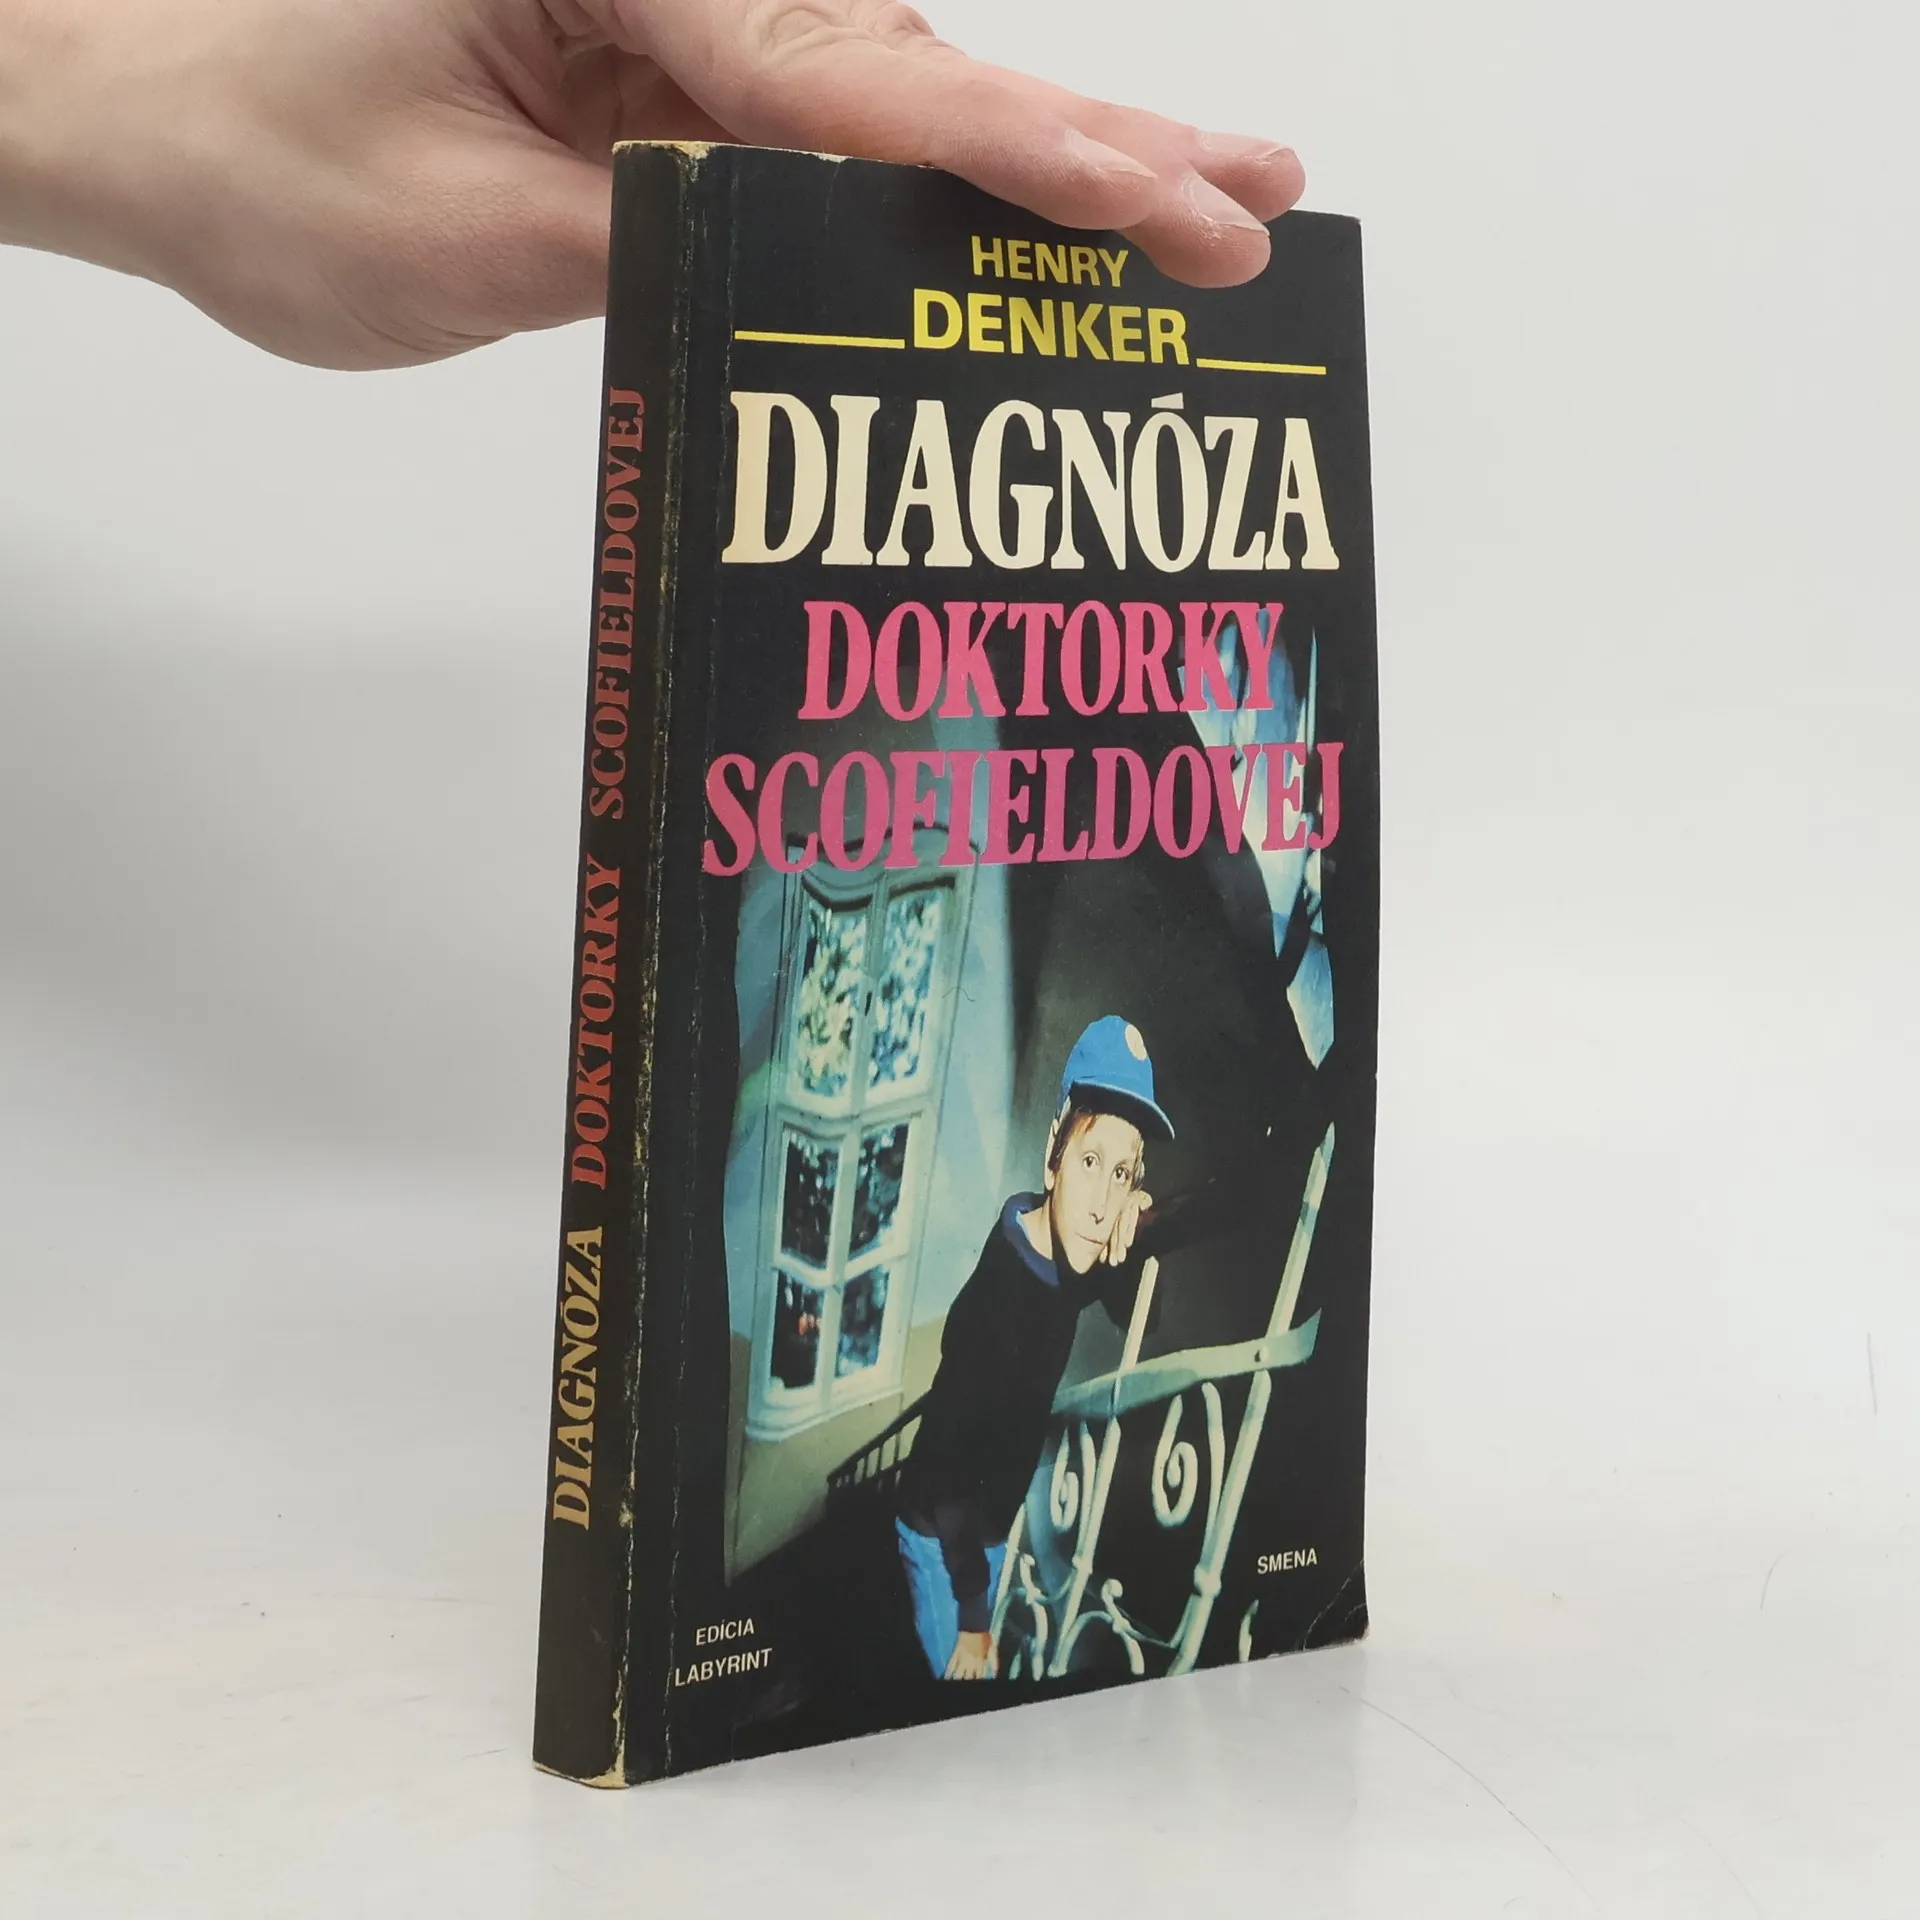 HENRY
DENKER
DIAGNÓZA
DOKTORKY
SCOFIELDOVEJ
SMENA
EDÍCIA
LABYRINT
DIAGNÓZA DOKTORKY SCOFIELDOVEJ